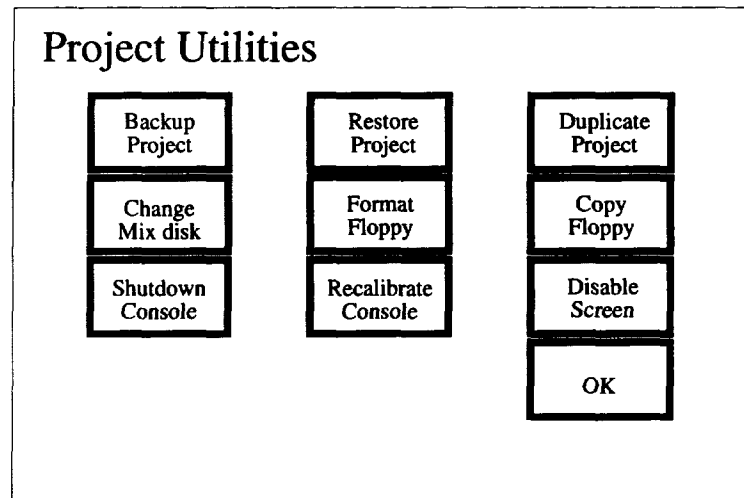 Project Utilities
Backup
Project
Restore
Project
Duplicate
Project
Change
Mix disk
Format
Floppy
Copy
Floppy
Shutdown
Console
Recalibrate
Console
Disable
Screen
OK